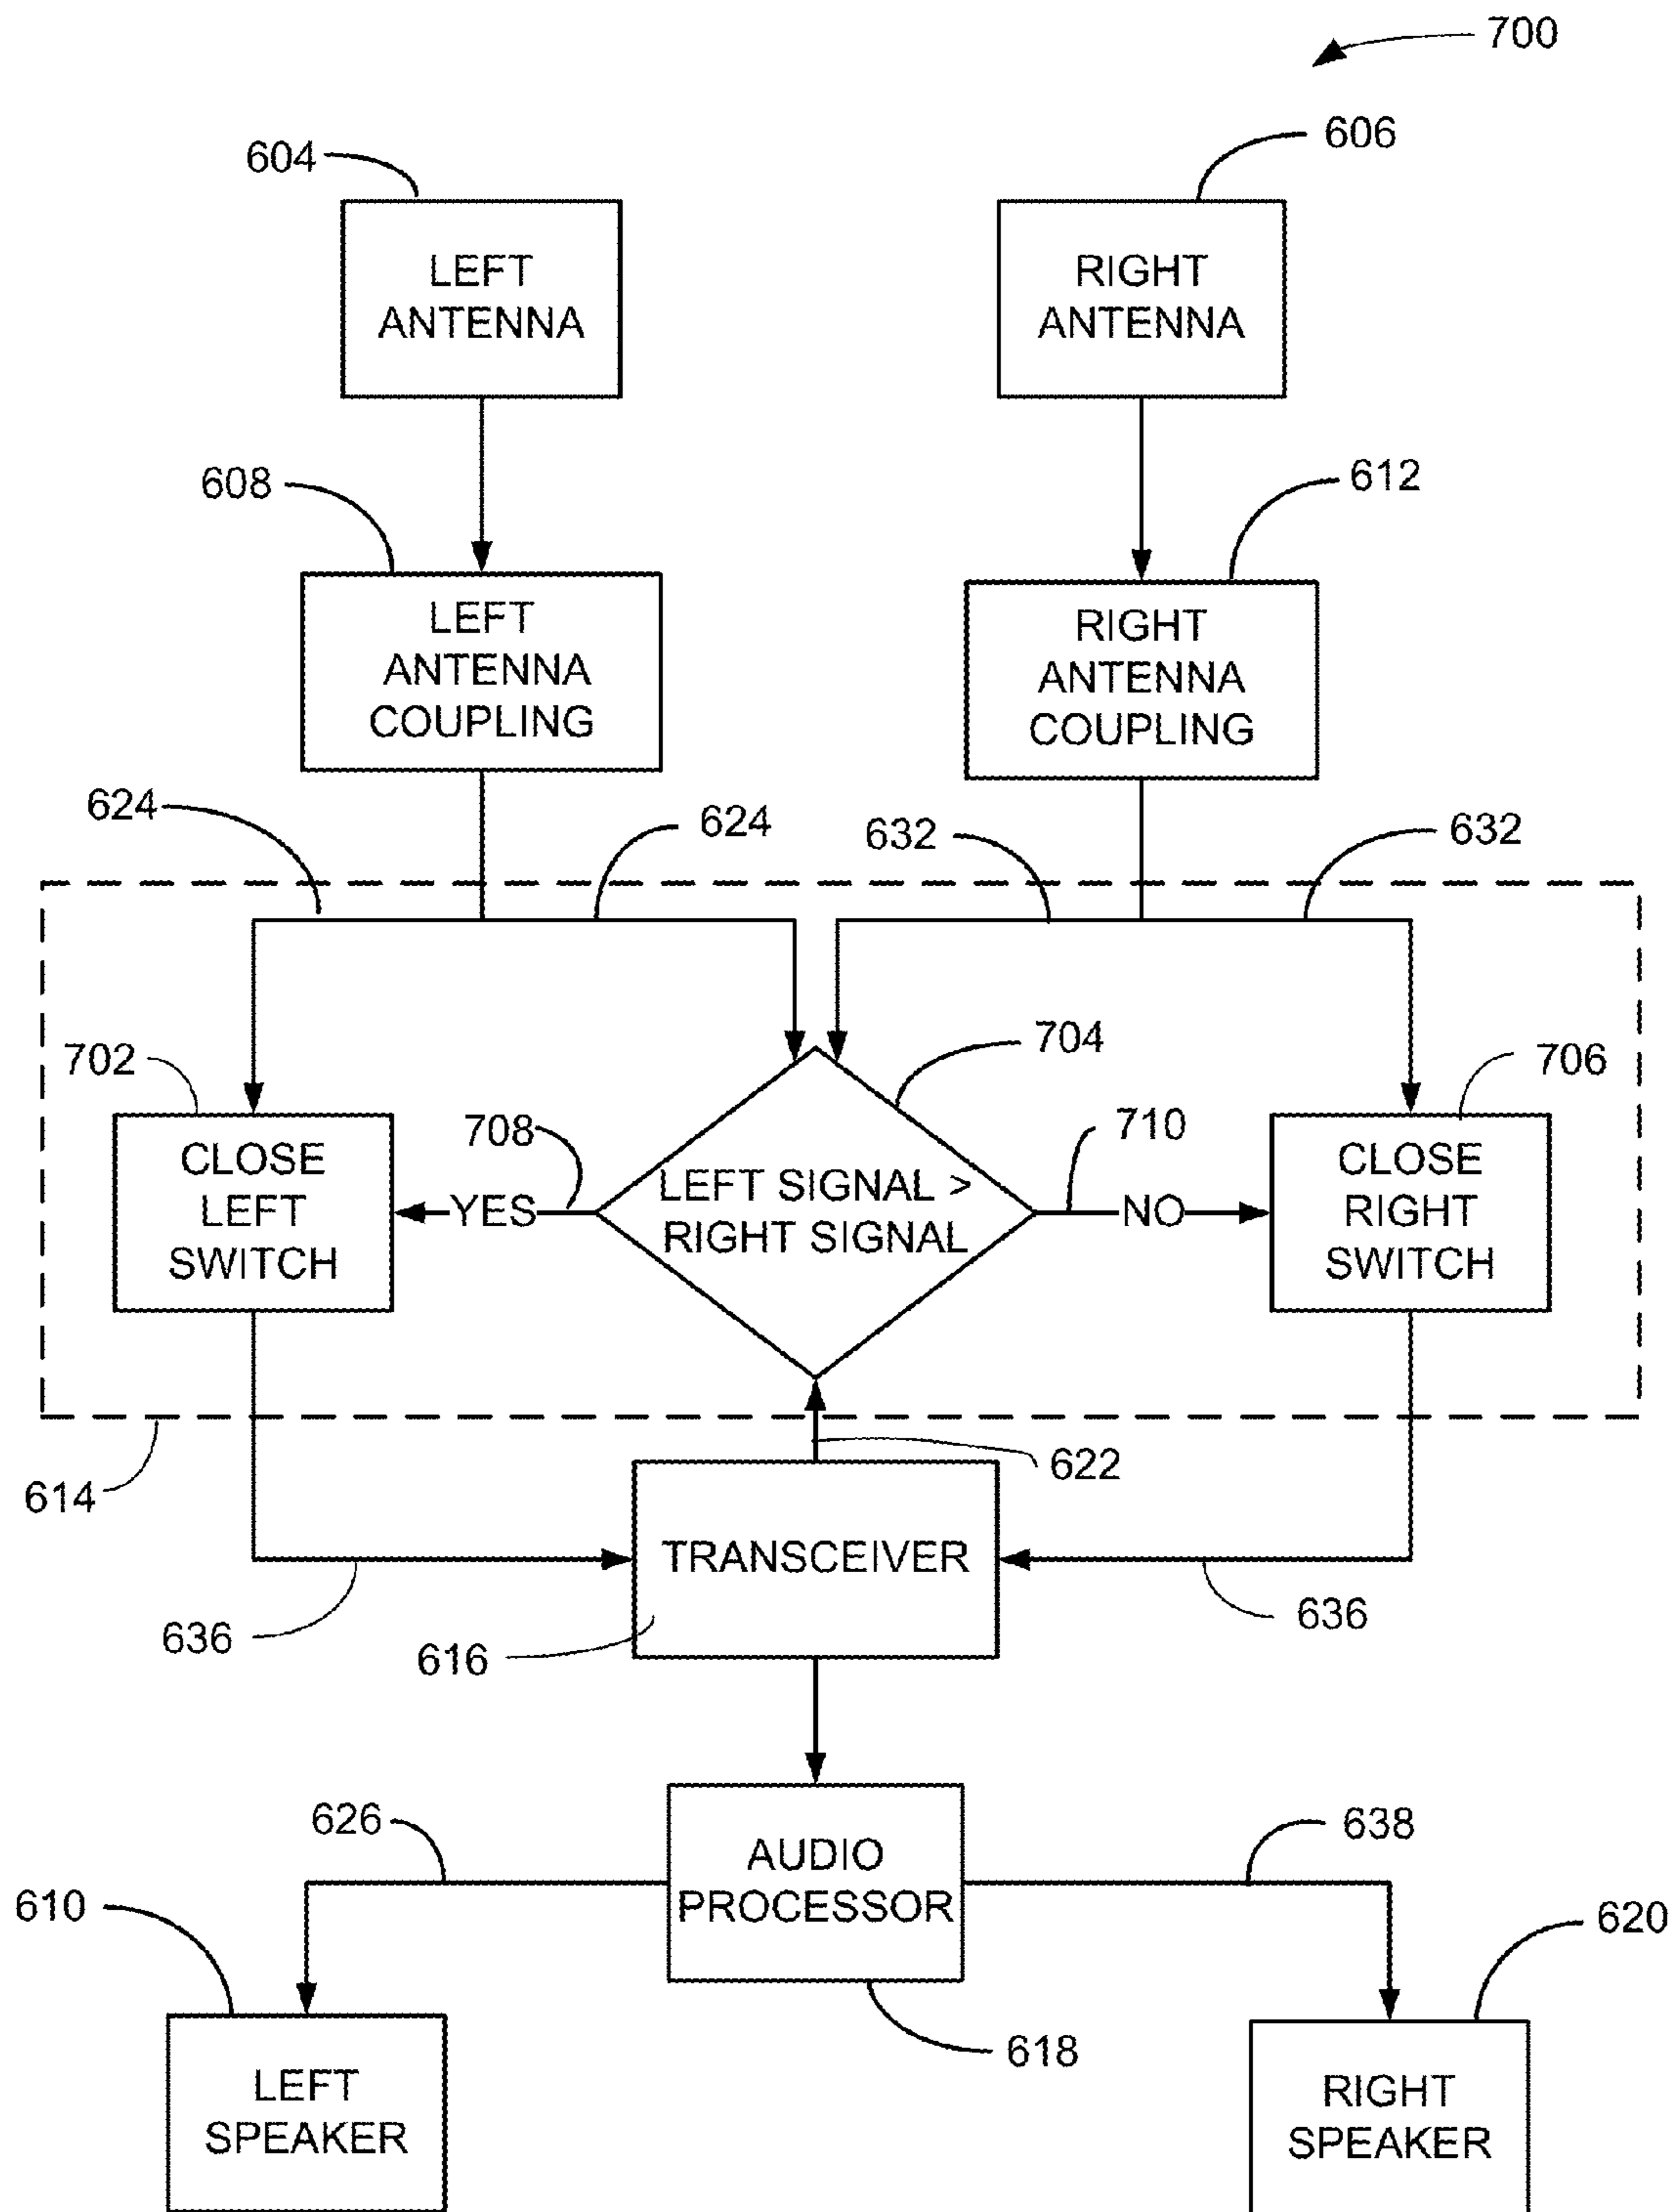 700
604
606
LEFT
ANTENNA
RIGHT
ANTENNA
608
612
LEFT
ANTENNA
COUPLING
RIGHT
ANTENNA
COUPLING
624
624
632
632
702
704
706
708
710
CLOSE
LEFT
SWITCH
YES
LEFT SIGNAL >
RIGHT SIGNAL
NO
CLOSE
RIGHT
SWITCH
614
622
TRANSCEIVER
636
616
636
626
638
AUDIO
PROCESSOR
610
620
618
LEFT
SPEAKER
RIGHT
SPEAKER